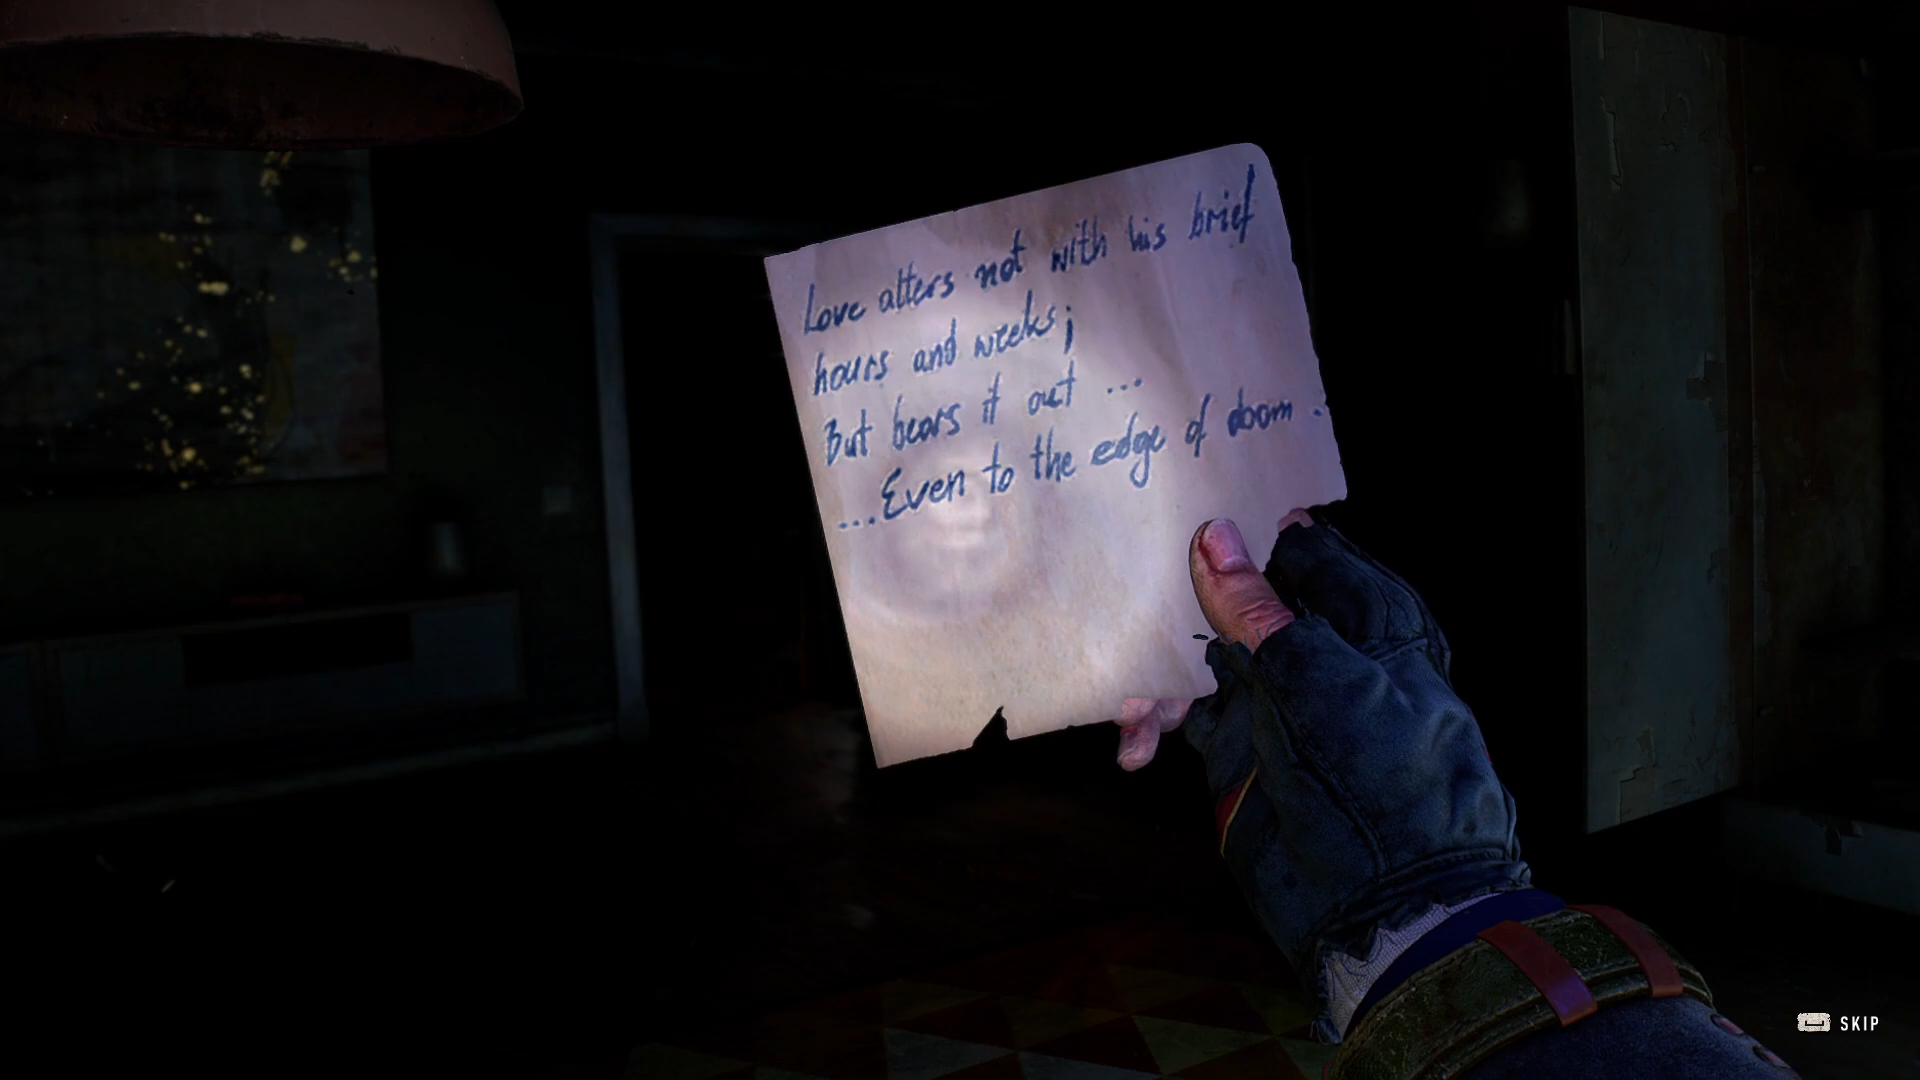 Love alters not with his brief
hours and weeks;
But bears it out ...
...Even to the edge of doom.
SKIP